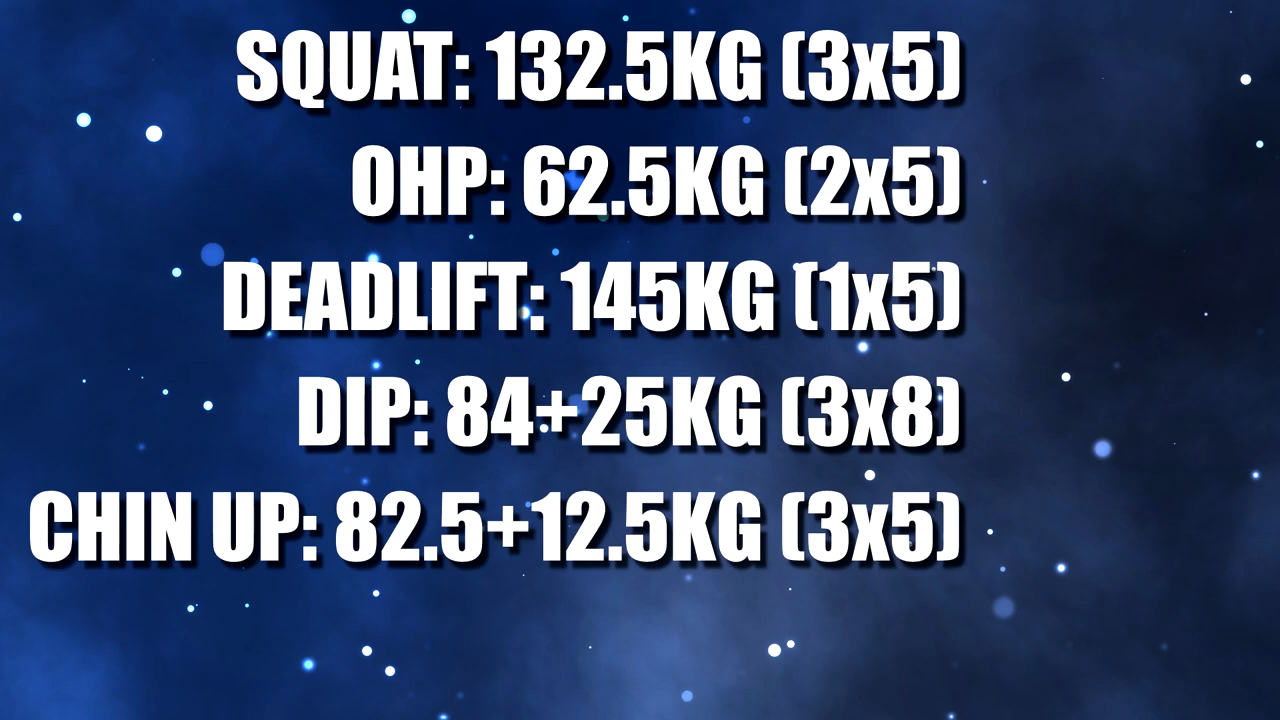 SQUAT: 132.5KG (3x5)
OHP: 62.5KG (2x5)
DEADLIFT: 145KG (1x5)
DIP: 84+25KG (3x8)
CHIN UP: 82.5+12.5KG (3x5)